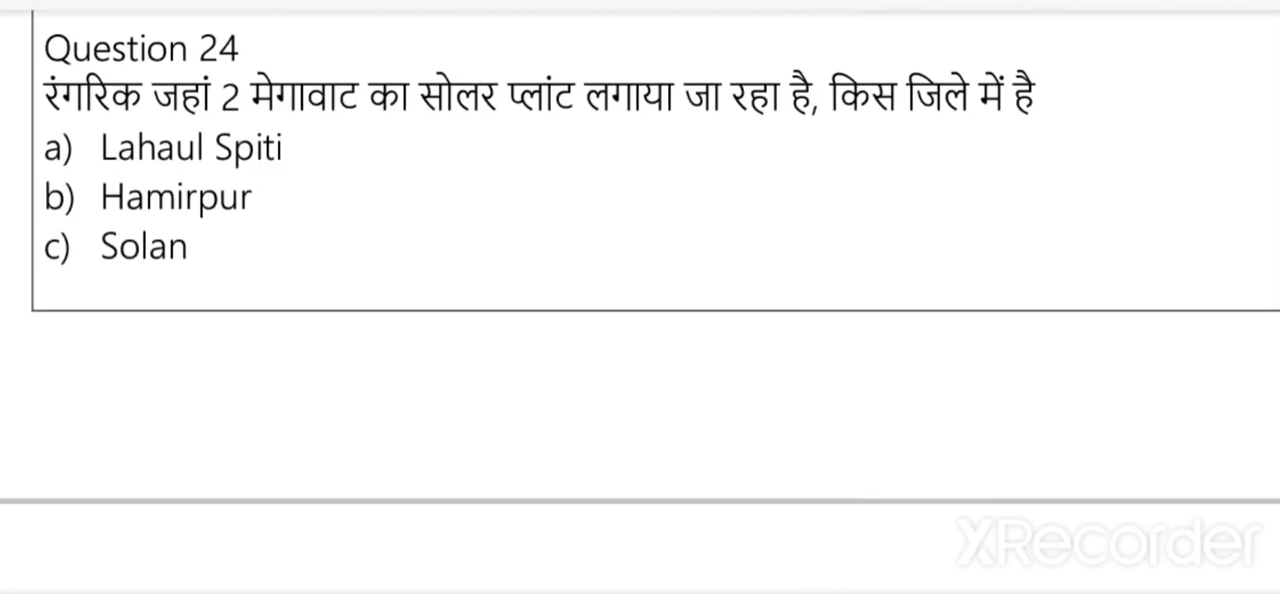 Question 24
रंगरिक जहां 2 मेगावाट का सोलर प्लांट लगाया जा रहा है, किस जिले में है
a) Lahaul Spiti
b) Hamirpur
c) Solan
XRecorder